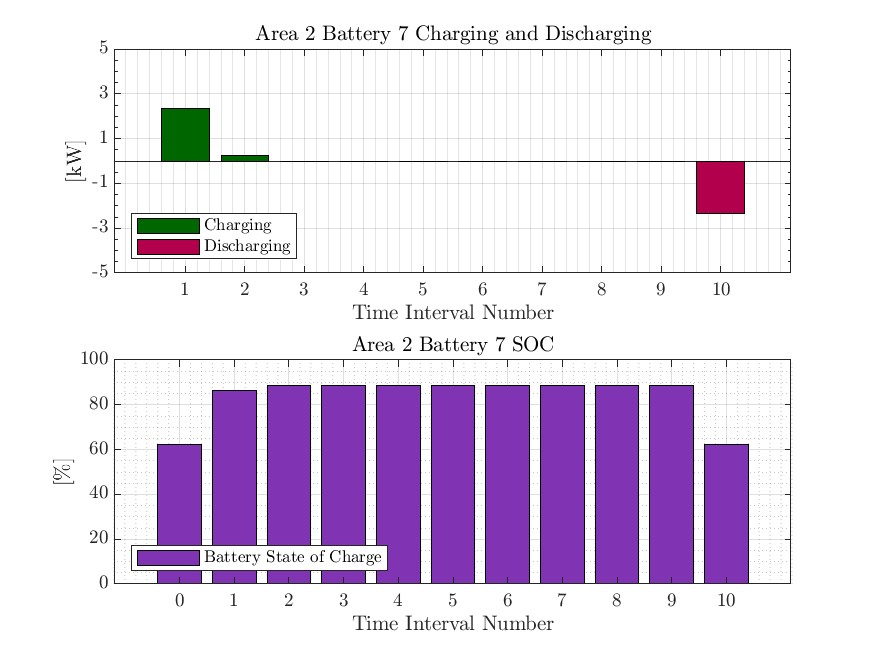 Area 2 Battery 7 Charging and Discharging
5
3
1
-1
-3
-5
[kW]
Charging
Discharging
1 2 3 4 5 6 7 8 9 10
Time Interval Number
Area 2 Battery 7 SOC
100
80
60
40
20
0
[%]
Battery State of Charge
0 1 2 3 4 5 6 7 8 9 10
Time Interval Number